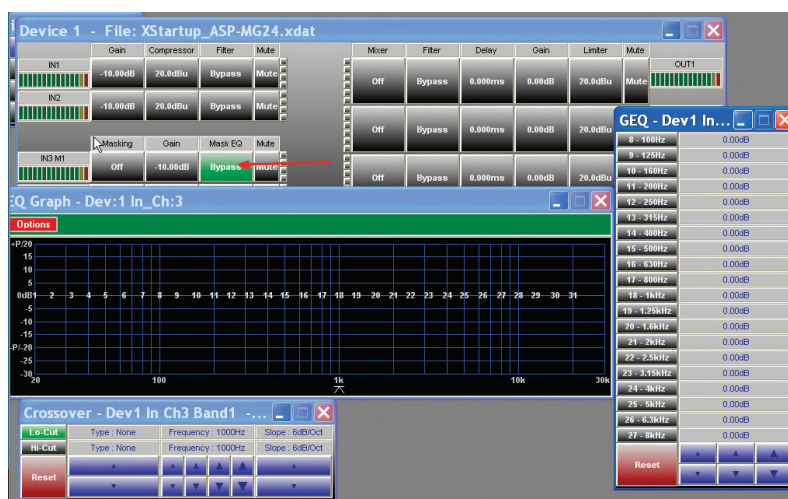 Device 1 - File: XStartup_ASP-MG24.xdat
Gain Compressor Filter Mute Mixer Filter Delay Gain Limiter Mute
IN1 -10.00dB 20.0dBu Bypass Mute Off Bypass 0.000ms 0.00dB 20.0dBu Mute OUT1
IN2 -10.00dB 20.0dBu Bypass Mute Off Bypass 0.000ms 0.00dB 20.0dBu
Masking Gain Mask EQ Mute
IN3 M1 Off -10.00dB Bypass Mute Off Bypass 0.000ms 0.00dB 20.0dBu
EQ Graph - Dev:1 In_Ch:3
Options
+P/20
15
10
5
0dB 1 2 3 4 5 6 7 8 9 10 11 12 13 14 15 16 17 18 19 20 21 22 23 24 25 26 27 28 29 30 31
-5
-10
-15
-P/-20
-25
-30
20 100 1k 10k 30k
Crossover - Dev1 In Ch3 Band1 -...
Lo-Cut Type : None Frequency : 1000Hz Slope : 6dB/Oct
Hi-Cut Type : None Frequency : 1000Hz Slope : 6dB/Oct
Reset
GEQ - Dev1 In...
8 - 100Hz 0.00dB
9 - 125Hz 0.00dB
10 - 160Hz 0.00dB
11 - 200Hz 0.00dB
12 - 250Hz 0.00dB
13 - 315Hz 0.00dB
14 - 400Hz 0.00dB
15 - 500Hz 0.00dB
16 - 630Hz 0.00dB
17 - 800Hz 0.00dB
18 - 1kHz 0.00dB
19 - 1.25kHz 0.00dB
20 - 1.6kHz 0.00dB
21 - 2kHz 0.00dB
22 - 2.5kHz 0.00dB
23 - 3.15kHz 0.00dB
24 - 4kHz 0.00dB
25 - 5kHz 0.00dB
26 - 6.3kHz 0.00dB
27 - 8kHz 0.00dB
Reset